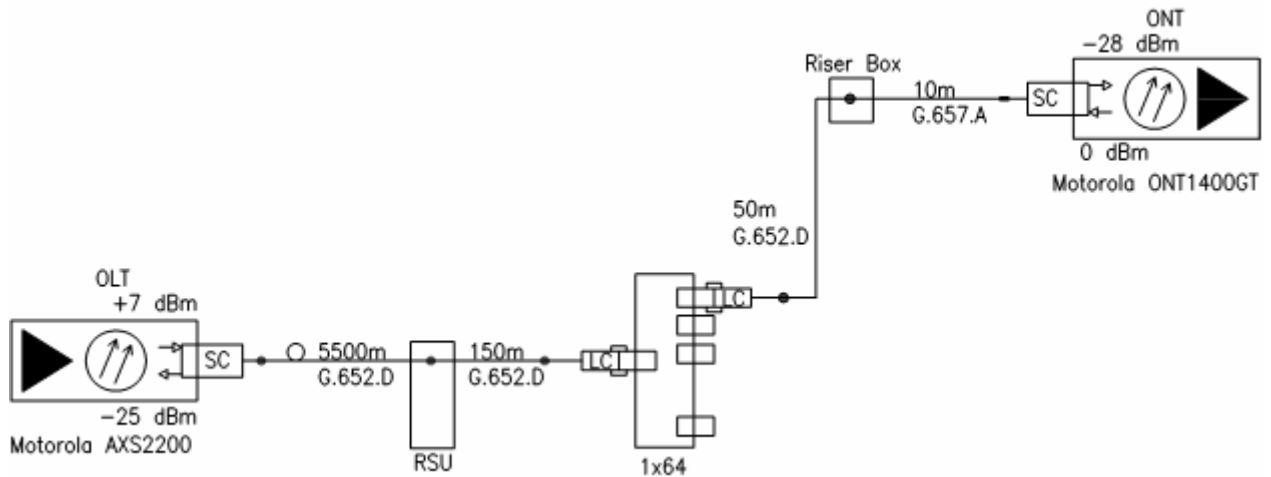 ONT
-28 dBm
Riser Box
10m
G.657.A
SC
0 dBm
Motorola ONT1400GT
50m
G.652.D
OLT
+7 dBm
LC
SC
5500m
G.652.D
150m
G.652.D
LC
-25 dBm
Motorola AXS2200
RSU
1x64